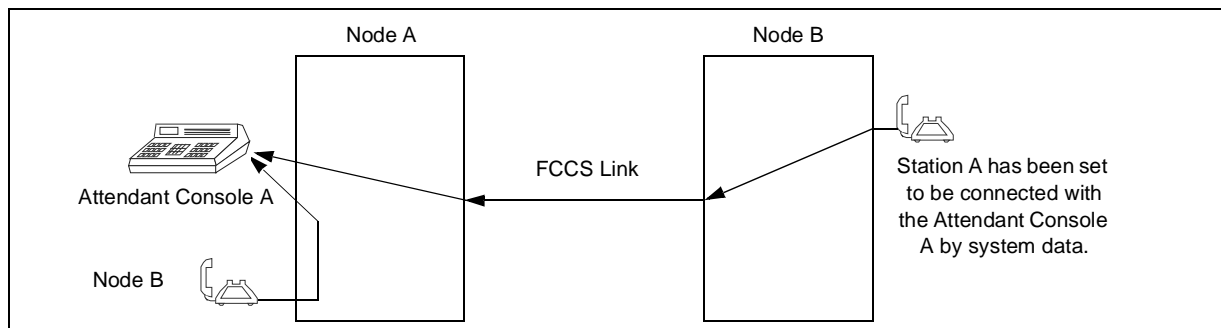 Node A
Node B
FCCS Link
Attendant Console A
Station A has been set
to be connected with
the Attendant Console
A by system data.
Node B